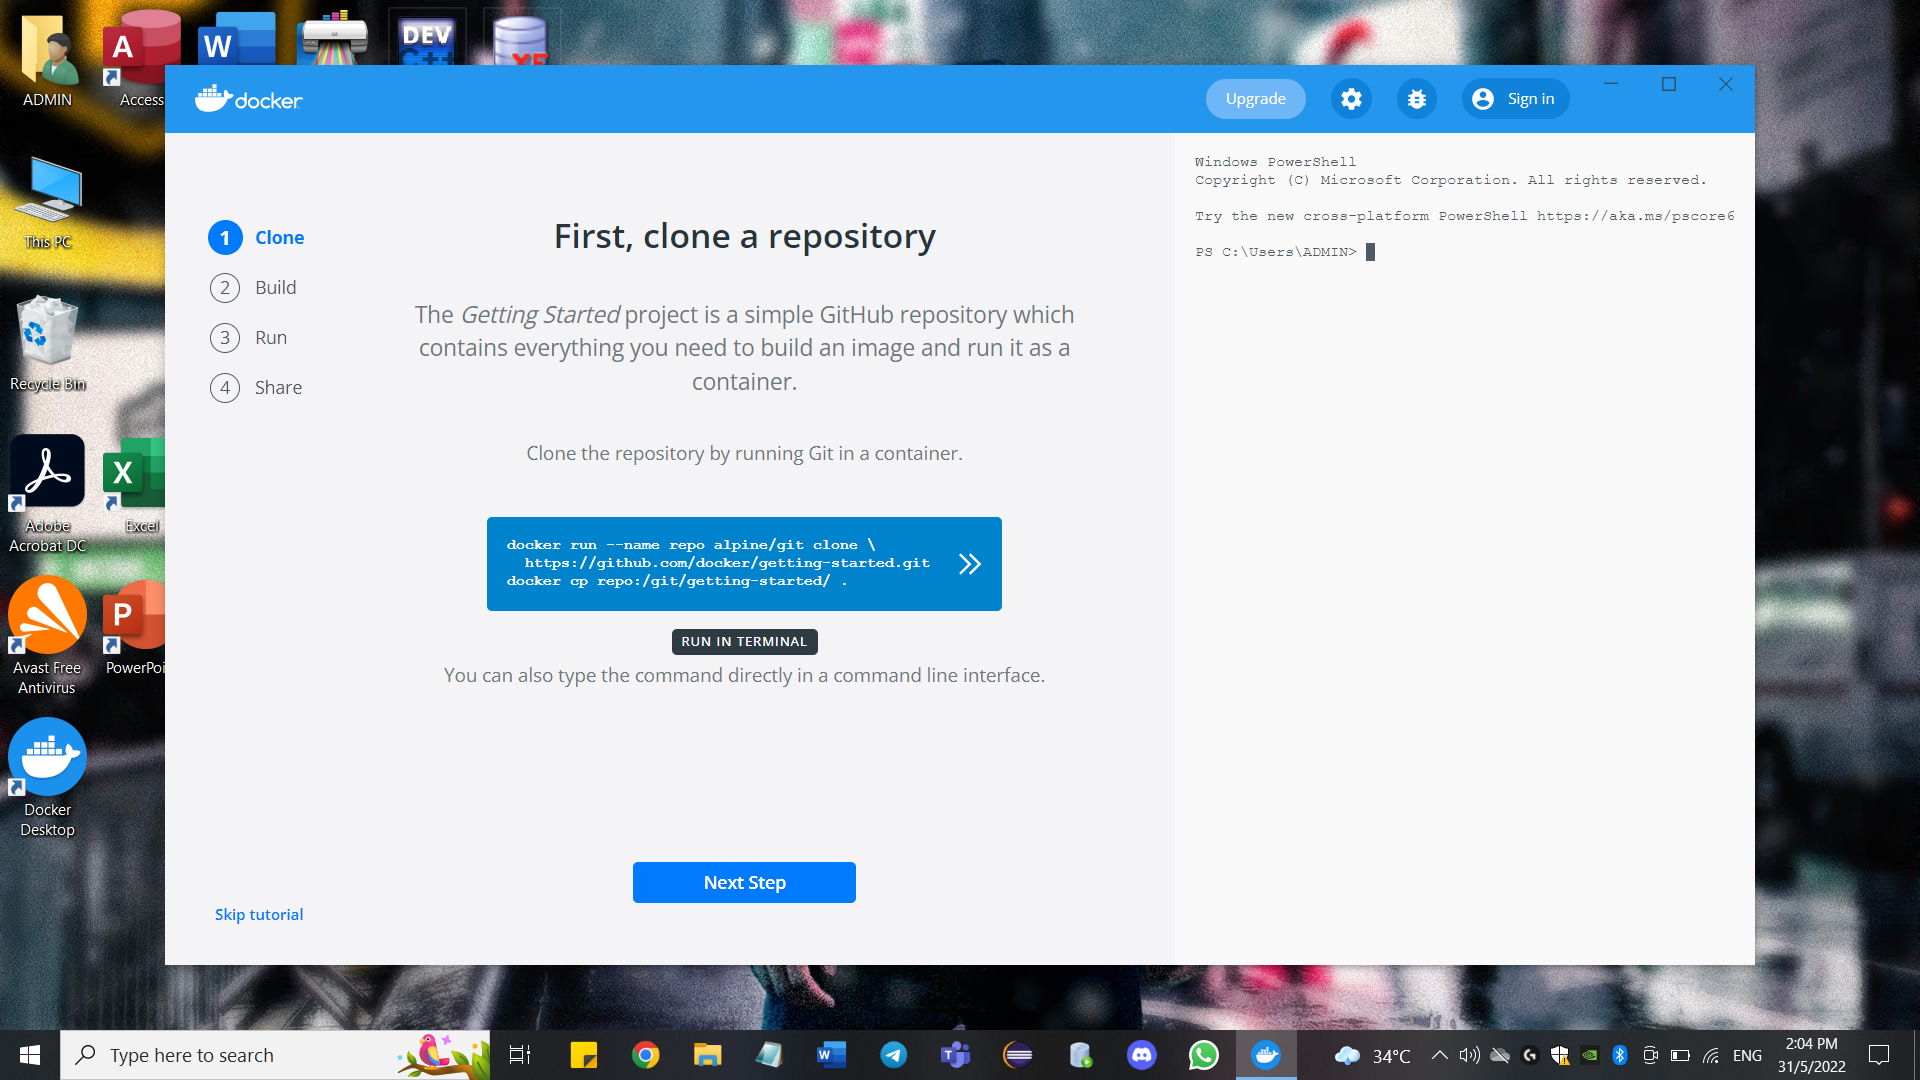 ADMIN
Access
DEV
C++
XE
This PC
Recycle Bin
Adobe
Acrobat DC
Excel
Avast Free
Antivirus
PowerPoi
Docker
Desktop
docker
Upgrade
Sign in
1 Clone
2 Build
3 Run
4 Share
First, clone a repository
The Getting Started project is a simple GitHub repository which
contains everything you need to build an image and run it as a
container.
Clone the repository by running Git in a container.
docker run --name repo alpine/git clone \
https://github.com/docker/getting-started.git
docker cp repo:/git/getting-started/ .
RUN IN TERMINAL
You can also type the command directly in a command line interface.
Next Step
Skip tutorial
Windows PowerShell
Copyright (C) Microsoft Corporation. All rights reserved.
Try the new cross-platform PowerShell https://aka.ms/pscore6
PS C:\Users\ADMIN>
Type here to search
34°C
ENG
2:04 PM
31/5/2022